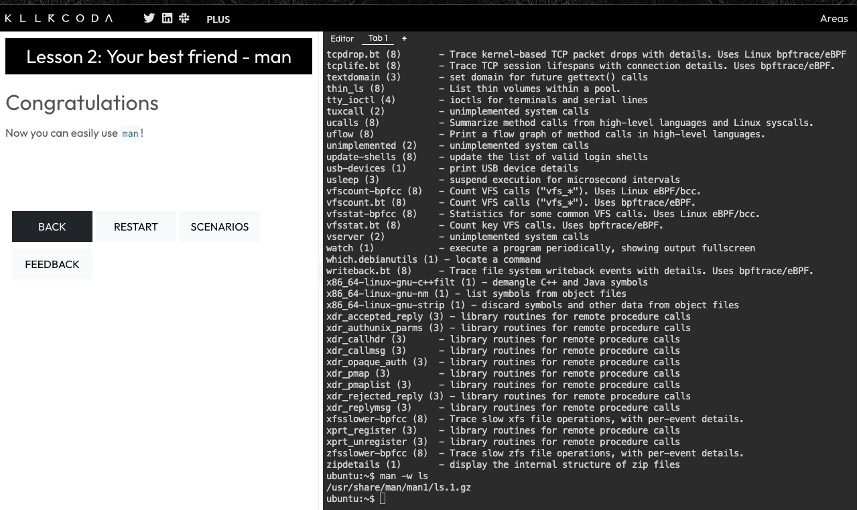 KILLERCODA
PLUS
Areas
Lesson 2: Your best friend - man
Congratulations
Now you can easily use man!
BACK
RESTART
SCENARIOS
FEEDBACK
Editor Tab 1 +
tcpdrop.bt (8) - Trace kernel-based TCP packet drops with details. Uses Linux bpftrace/eBPF
tcplife.bt (8) - Trace TCP session lifespans with connection details. Uses bpftrace/eBPF.
textdomain (3) - set domain for future gettext() calls
thin_ls (8) - List thin volumes within a pool.
tty_ioctl (4) - ioctls for terminals and serial lines
tuxcall (2) - unimplemented system calls
ucalls (8) - Summarize method calls from high-level languages and Linux syscalls.
uflow (8) - Print a flow graph of method calls in high-level languages.
unimplemented (2) - unimplemented system calls
update-shells (8) - update the list of valid login shells
usb-devices (1) - print USB device details
usleep (3) - suspend execution for microsecond intervals
vfscount-bpfcc (8) - Count VFS calls ("vfs_*"). Uses Linux eBPF/bcc.
vfscount.bt (8) - Count VFS calls ("vfs_*"). Uses bpftrace/eBPF.
vfsstat-bpfcc (8) - Statistics for some common VFS calls. Uses Linux eBPF/bcc.
vfsstat.bt (8) - Count key VFS calls. Uses bpftrace/eBPF.
vserver (2) - unimplemented system calls
watch (1) - execute a program periodically, showing output fullscreen
which.debianutils (1) - locate a command
writeback.bt (8) - Trace file system writeback events with details. Uses bpftrace/eBPF.
x86_64-linux-gnu-c++filt (1) - demangle C++ and Java symbols
x86_64-linux-gnu-nm (1) - list symbols from object files
x86_64-linux-gnu-strip (1) - discard symbols and other data from object files
xdr_accepted_reply (3) - library routines for remote procedure calls
xdr_authunix_parms (3) - library routines for remote procedure calls
xdr_callhdr (3) - library routines for remote procedure calls
xdr_callmsg (3) - library routines for remote procedure calls
xdr_opaque_auth (3) - library routines for remote procedure calls
xdr_pmap (3) - library routines for remote procedure calls
xdr_pmaplist (3) - library routines for remote procedure calls
xdr_rejected_reply (3) - library routines for remote procedure calls
xdr_replymsg (3) - library routines for remote procedure calls
xfsslower-bpfcc (8) - Trace slow xfs file operations, with per-event details.
xprt_register (3) - library routines for remote procedure calls
xprt_unregister (3) - library routines for remote procedure calls
zfsslower-bpfcc (8) - Trace slow zfs file operations, with per-event details.
zipdetails (1) - display the internal structure of zip files
ubuntu:~$ man -w ls
/usr/share/man/man1/ls.1.gz
ubuntu:~$